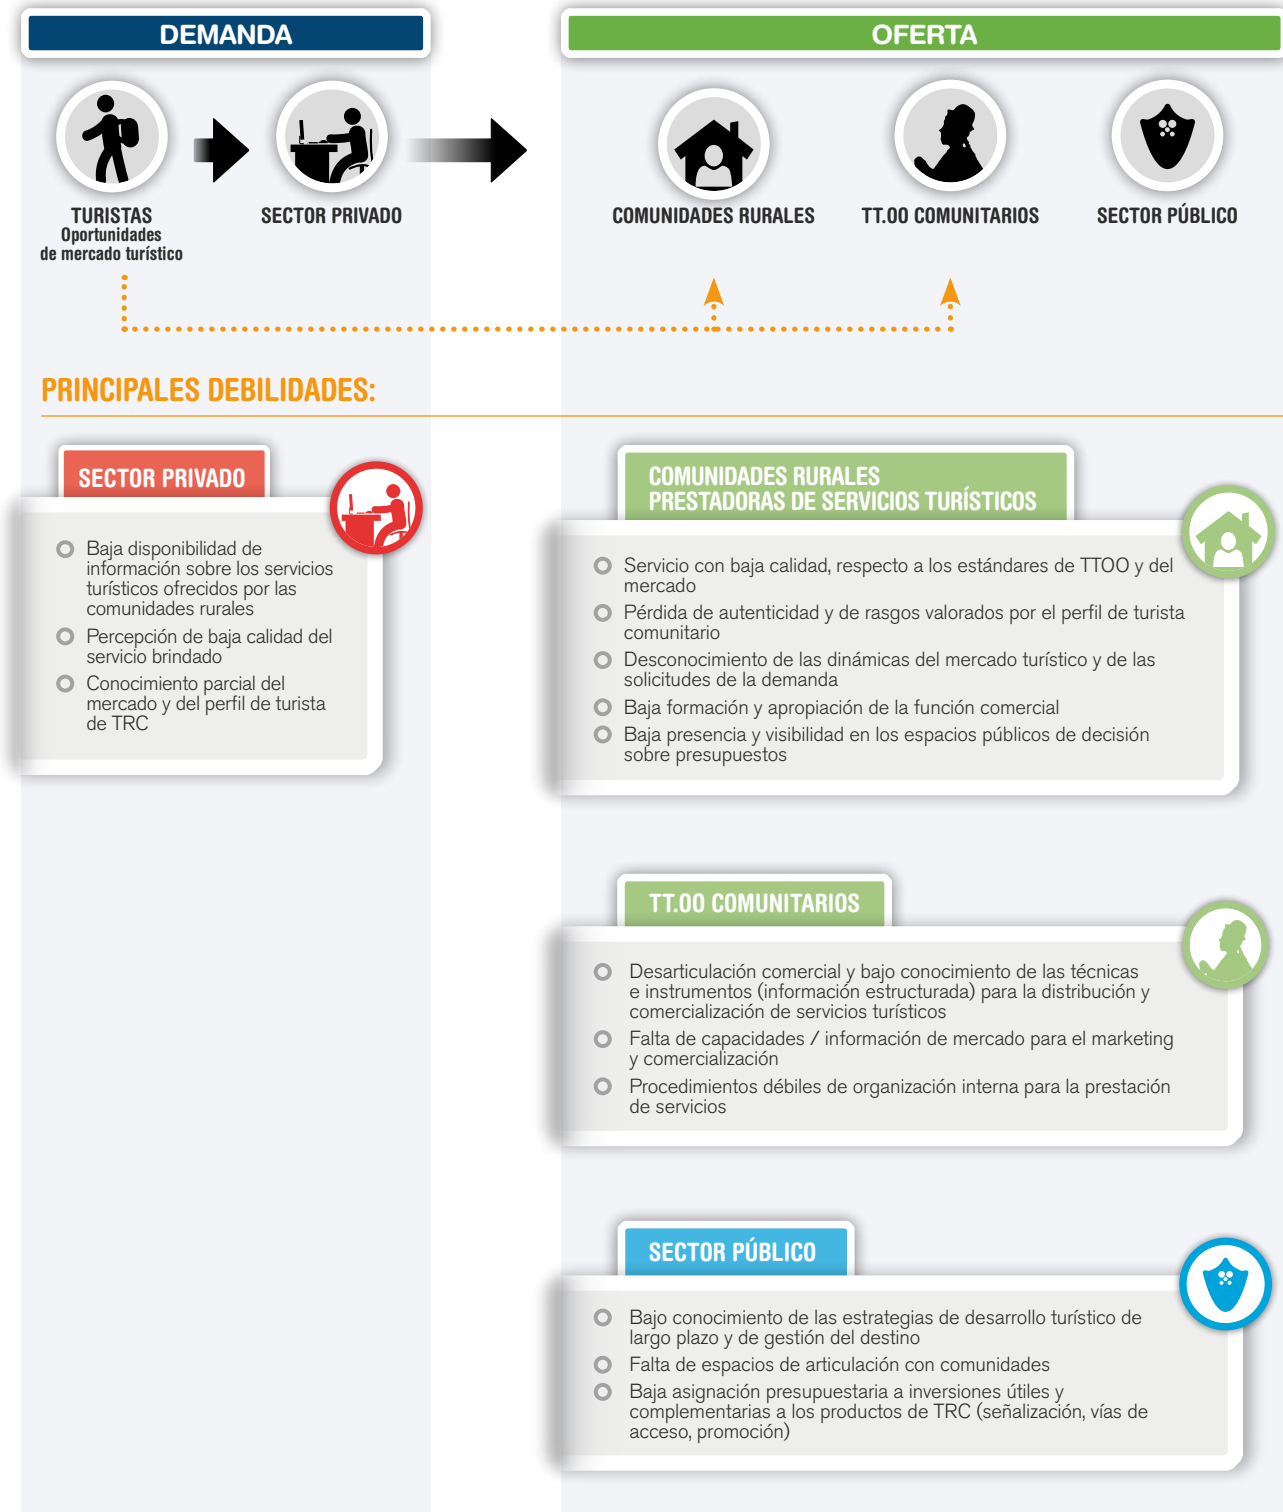 DEMANDA
OFERTA
TURISTAS
Oportunidades
de mercado turístico
SECTOR PRIVADO
COMUNIDADES RURALES
TT.OO COMUNITARIOS
SECTOR PÚBLICO
PRINCIPALES DEBILIDADES:
SECTOR PRIVADO
Baja disponibilidad de
información sobre los servicios
turísticos ofrecidos por las
comunidades rurales
Percepción de baja calidad del
servicio brindado
Conocimiento parcial del
mercado y del perfil de turista
de TRC
COMUNIDADES RURALES
PRESTADORAS DE SERVICIOS TURÍSTICOS
Servicio con baja calidad, respecto a los estándares de TTOO y del
mercado
Pérdida de autenticidad y de rasgos valorados por el perfil de turista
comunitario
Desconocimiento de las dinámicas del mercado turístico y de las
solicitudes de la demanda
Baja formación y apropiación de la función comercial
Baja presencia y visibilidad en los espacios públicos de decisión
sobre presupuestos
TT.OO COMUNITARIOS
Desarticulación comercial y bajo conocimiento de las técnicas
e instrumentos (información estructurada) para la distribución y
comercialización de servicios turísticos
Falta de capacidades / información de mercado para el marketing
y comercialización
Procedimientos débiles de organización interna para la prestación
de servicios
SECTOR PÚBLICO
Bajo conocimiento de las estrategias de desarrollo turístico de
largo plazo y de gestión del destino
Falta de espacios de articulación con comunidades
Baja asignación presupuestaria a inversiones útiles y
complementarias a los productos de TRC (señalización, vías de
acceso, promoción)